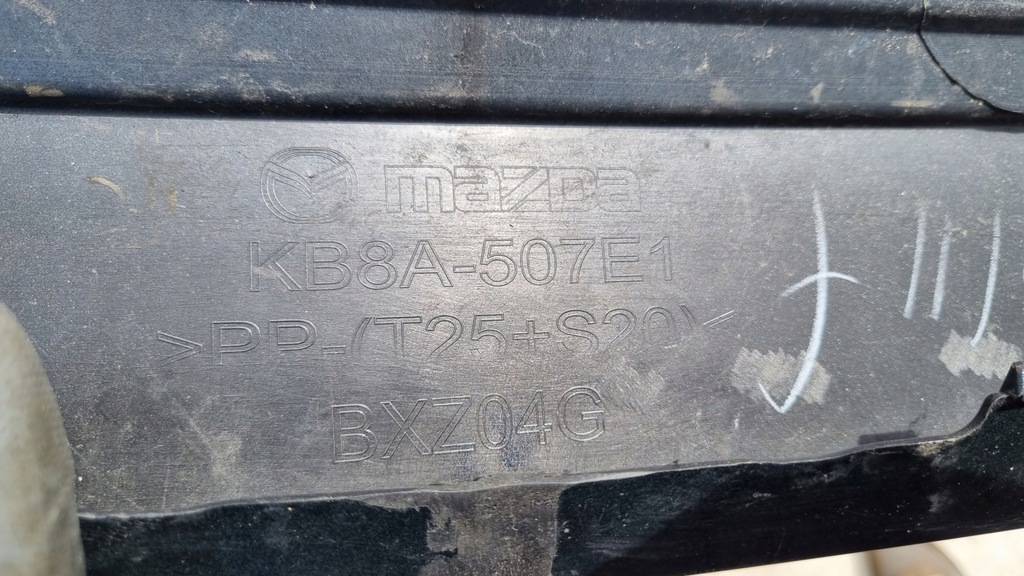 mazda
KB8A-507E1
>PP-(T25+S20)<
BXZ04G